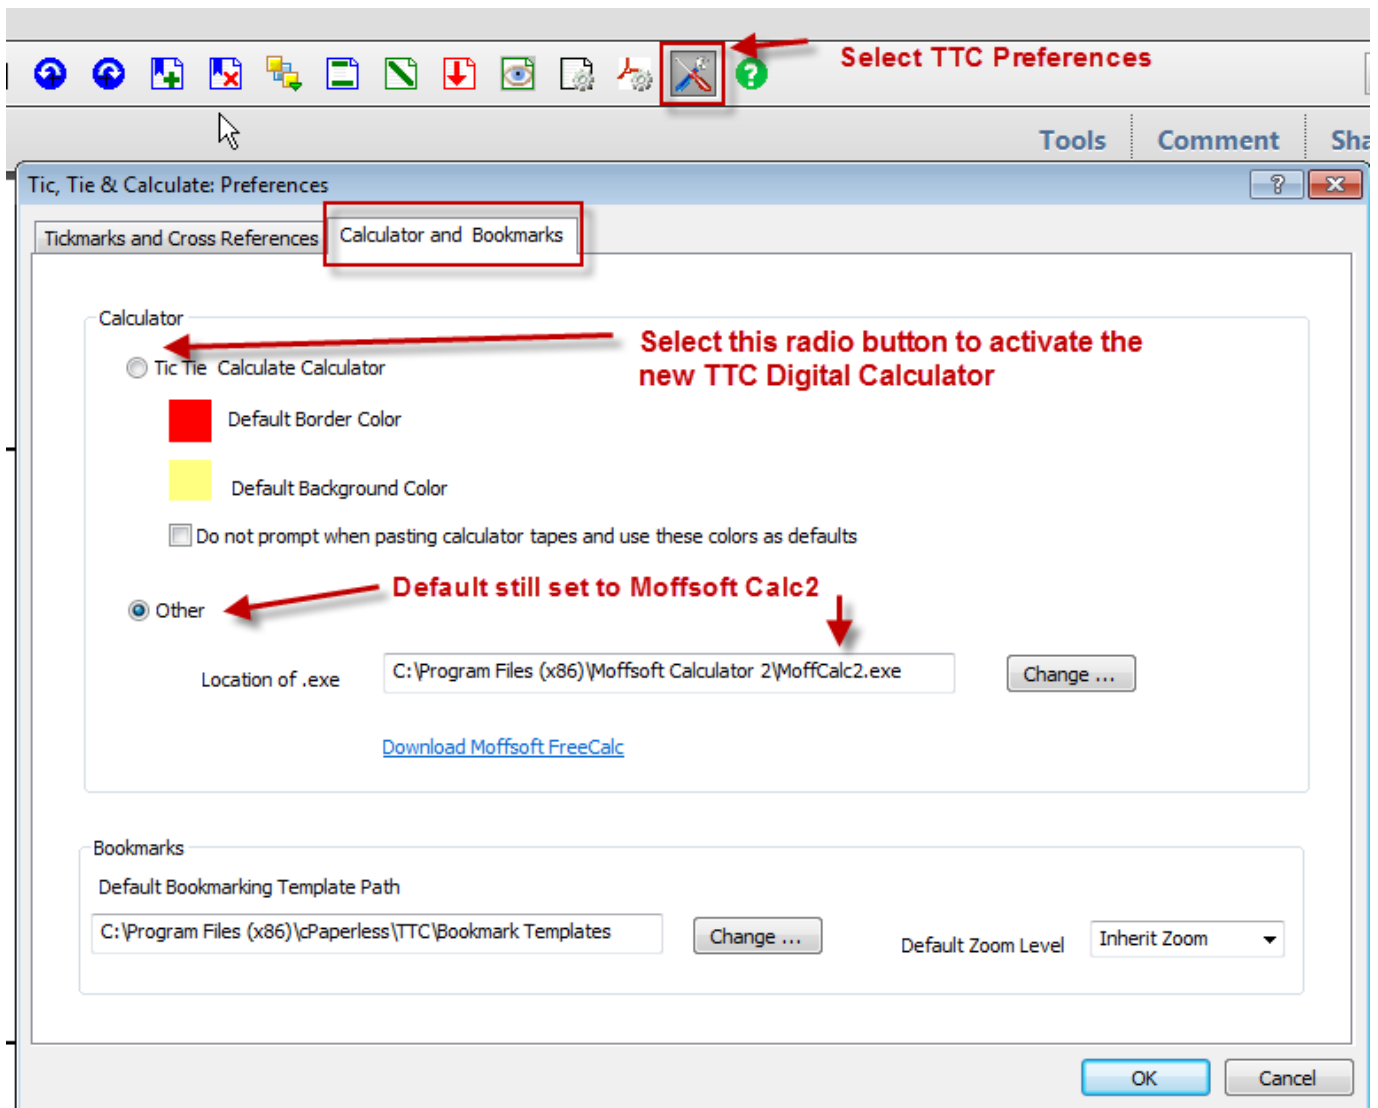 Select TTC Preferences
?
Tools Comment
Tic, Tie & Calculate: Preferences
?
Tickmarks and Cross References Calculator and Bookmarks
Calculator
Select this radio button to activate the
new TTC Digital Calculator
Tic Tie Calculate Calculator
Default Border Color
Default Background Color
Do not prompt when pasting calculator tapes and use these colors as defaults
Default still set to Moffsoft Calc2
Other
Location of .exe C:\Program Files (x86)\Moffsoft Calculator 2\MoffCalc2.exe Change ...
Download Moffsoft FreeCalc
Bookmarks
Default Bookmarking Template Path
C:\Program Files (x86)\cPaperless\TTC\Bookmark Templates Change ... Default Zoom Level Inherit Zoom
OK Cancel